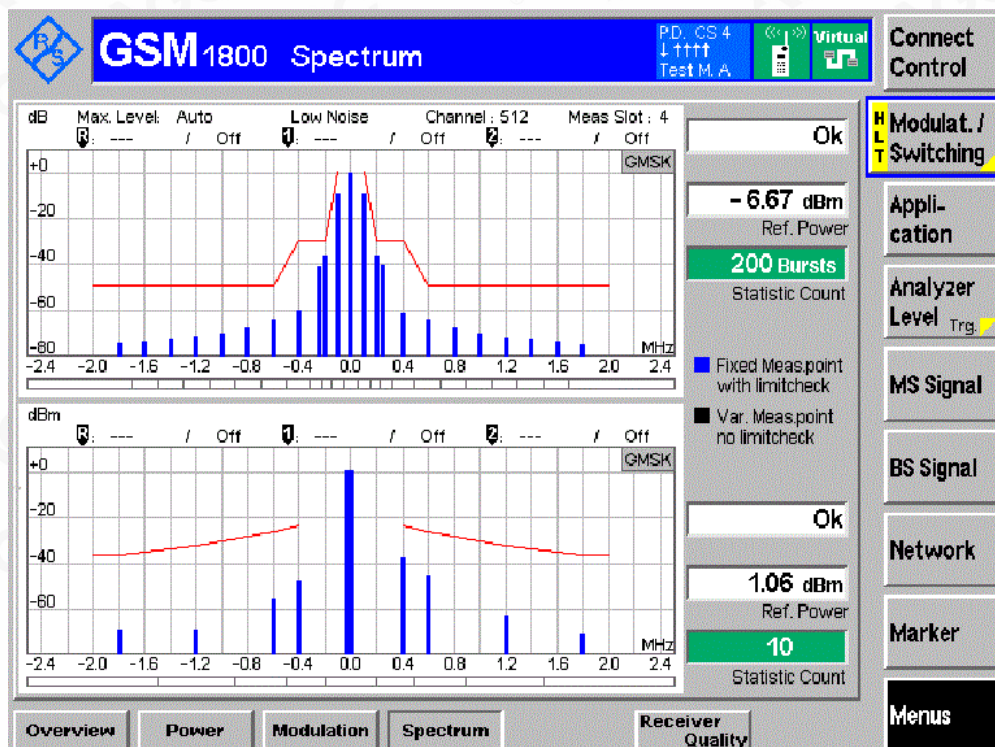 R/S
GSM 1800 Spectrum
P.D. CS 4
↓ ↑↑↑↑
Test M. A
Virtual
Connect Control
dB Max. Level: Auto Low Noise Channel : 512 Meas Slot : 4
R : --- / Off 1 : --- / Off 2 : --- / Off
GMSK
+0
-20
-40
-60
-80
MHz
-2.4 -2.0 -1.6 -1.2 -0.8 -0.4 0.0 0.4 0.8 1.2 1.6 2.0 2.4
Ok
- 6.67 dBm
Ref. Power
200 Bursts
Statistic Count
Fixed Meas.point
with limitcheck
Var. Meas.point
no limitcheck
dBm
R : --- / Off 1 : --- / Off 2 : --- / Off
GMSK
+0
-20
-40
-60
MHz
-2.4 -2.0 -1.6 -1.2 -0.8 -0.4 0.0 0.4 0.8 1.2 1.6 2.0 2.4
Ok
1.06 dBm
Ref. Power
10
Statistic Count
HLT
Modulat. /
Switching
Appli-
cation
Analyzer
Level Trg.
MS Signal
BS Signal
Network
Marker
Menus
Overview Power Modulation Spectrum Receiver Quality